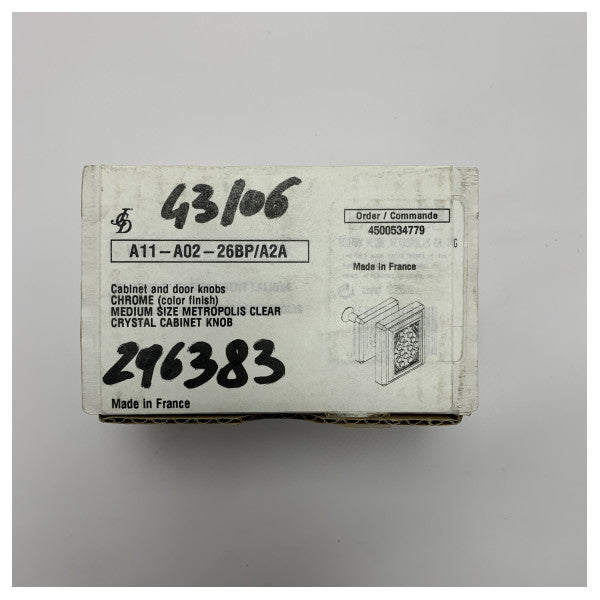 43/06
JCD
A11-A02-26BP/A2A
Cabinet and door knobs
CHROME (color finish)
MEDIUM SIZE METROPOLIS CLEAR
CRYSTAL CABINET KNOB
296383
Made in France
Order / Commande
4500534779
Made in France
G